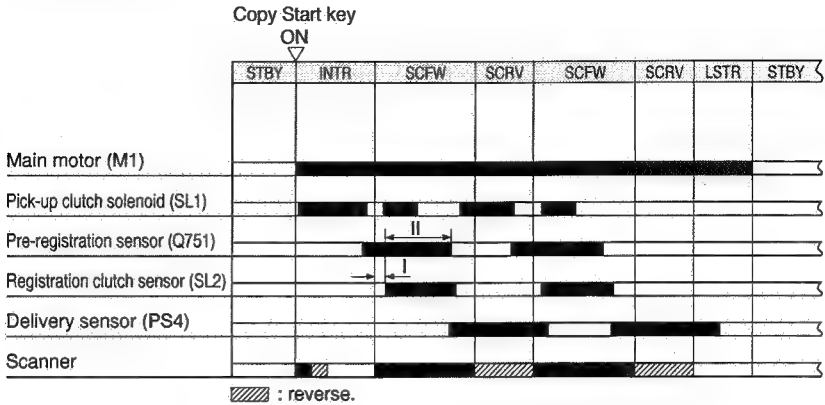 Copy Start key
ON
STBY INTR SCFW SCRV SCFW SCRV LSTR STBY
Main motor (M1)
Pick-up clutch solenoid (SL1)
II
Pre-registration sensor (Q751)
I
Registration clutch sensor (SL2)
Delivery sensor (PS4)
Scanner
: reverse.